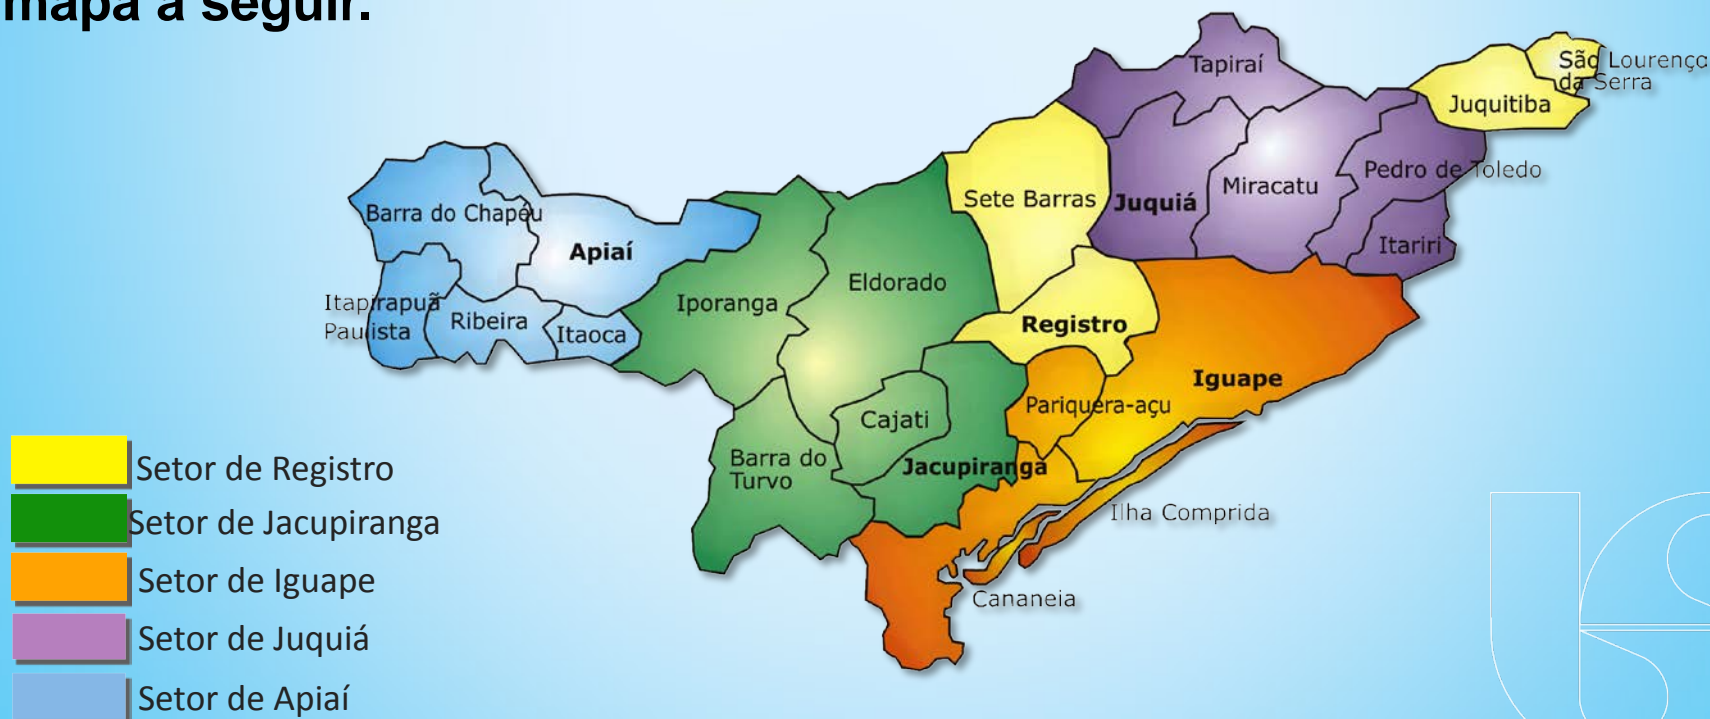 mapa a seguir.
Tapiraí
São Lourenço
da Serra
Juquitiba
Pedro de Toledo
Miracatu
Sete Barras
Juquiá
Barra do Chapéu
Itariri
Apiaí
Eldorado
Itapirapuã
Paulista
Iporanga
Ribeira
Itaoca
Registro
Iguape
Pariquera-açu
Cajati
Barra do
Turvo
Jacupiranga
Ilha Comprida
Cananeia
Setor de Registro
Setor de Jacupiranga
Setor de Iguape
Setor de Juquiá
Setor de Apiaí